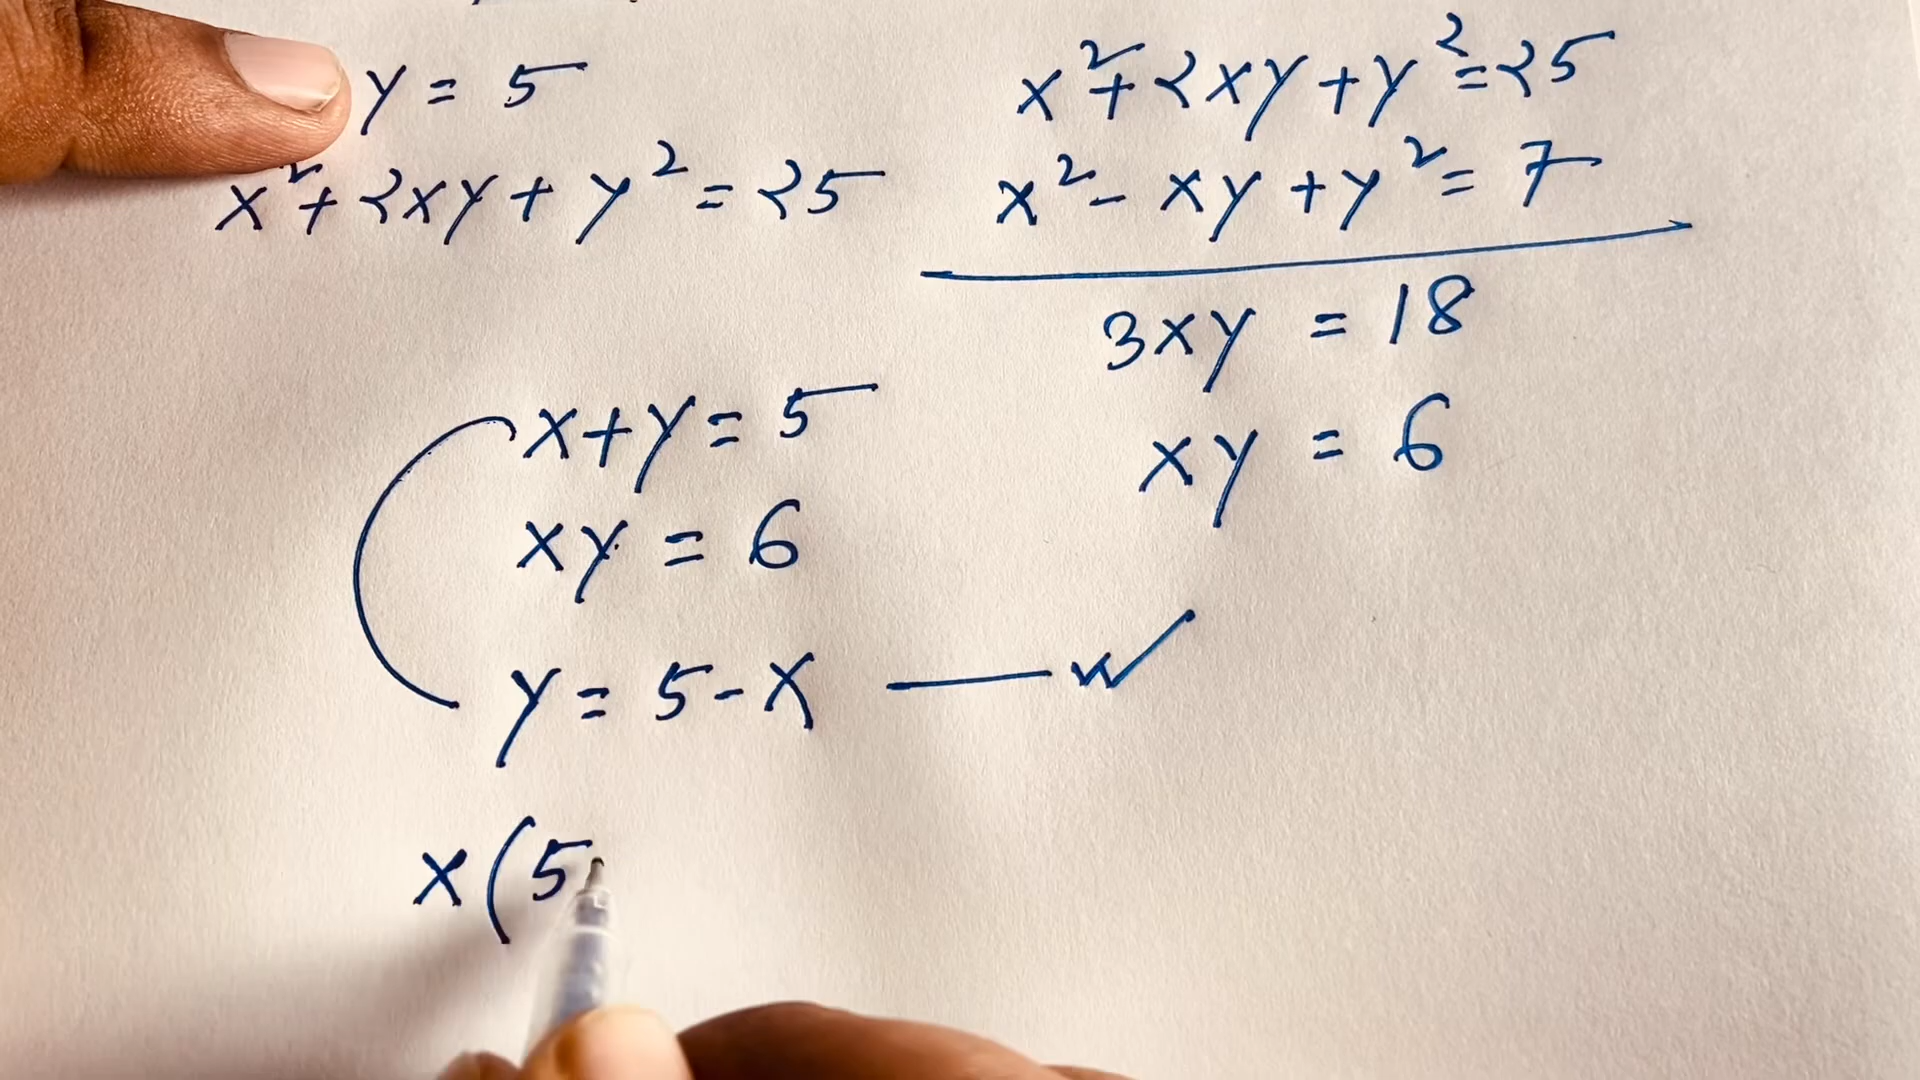 y = 5
x² + 2xy + y² = 25
x² + 2xy + y² = 25
x² - xy + y² = 7
3xy = 18
xy = 6
x + y = 5
xy = 6
y = 5 - x
x(5